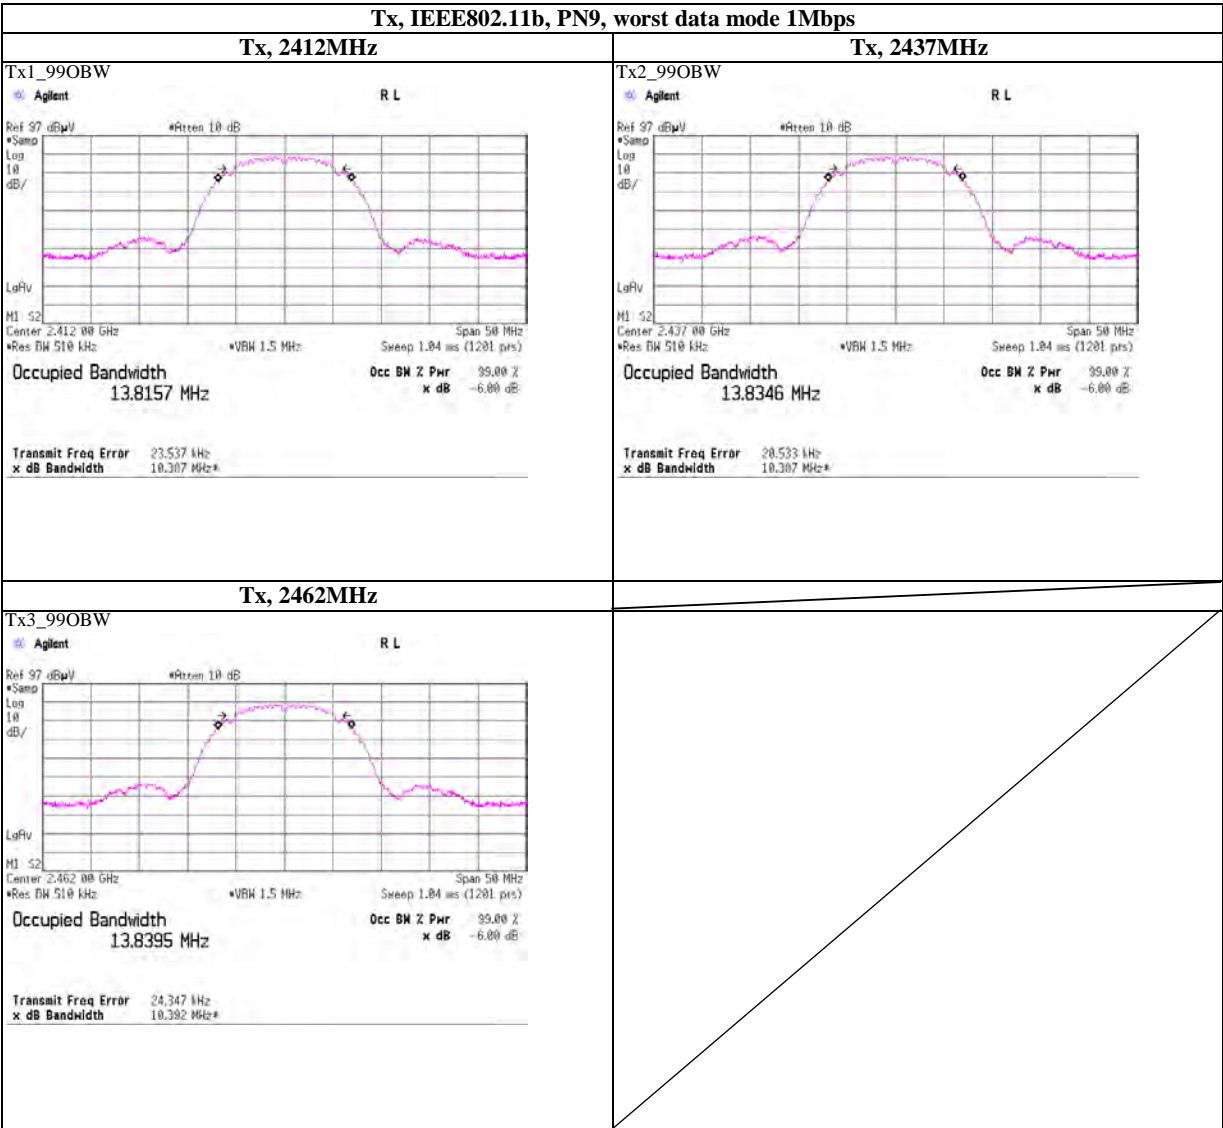 Tx, IEEE802.11b, PN9, worst data mode 1Mbps
Tx, 2412MHz
Tx1_99OBW
Agilent R L
Ref 97 dBµV *Atten 10 dB
*Samp
Log
10
dB/
LgAv
M1 S2
Center 2.412 00 GHz Span 50 MHz
*Res BW 510 kHz *VBW 1.5 MHz Sweep 1.04 ms (1201 pts)
Occupied Bandwidth Occ BW % Pwr 99.00 %
13.8157 MHz x dB -6.00 dB
Transmit Freq Error 23.537 kHz
x dB Bandwidth 10.307 MHz*
Tx, 2437MHz
Tx2_99OBW
Agilent R L
Ref 97 dBµV *Atten 10 dB
*Samp
Log
10
dB/
LgAv
M1 S2
Center 2.437 00 GHz Span 50 MHz
*Res BW 510 kHz *VBW 1.5 MHz Sweep 1.04 ms (1201 pts)
Occupied Bandwidth Occ BW % Pwr 99.00 %
13.8346 MHz x dB -6.00 dB
Transmit Freq Error 20.533 kHz
x dB Bandwidth 10.307 MHz*
Tx, 2462MHz
Tx3_99OBW
Agilent R L
Ref 97 dBµV *Atten 10 dB
*Samp
Log
10
dB/
LgAv
M1 S2
Center 2.462 00 GHz Span 50 MHz
*Res BW 510 kHz *VBW 1.5 MHz Sweep 1.04 ms (1201 pts)
Occupied Bandwidth Occ BW % Pwr 99.00 %
13.8395 MHz x dB -6.00 dB
Transmit Freq Error 24.347 kHz
x dB Bandwidth 10.392 MHz*